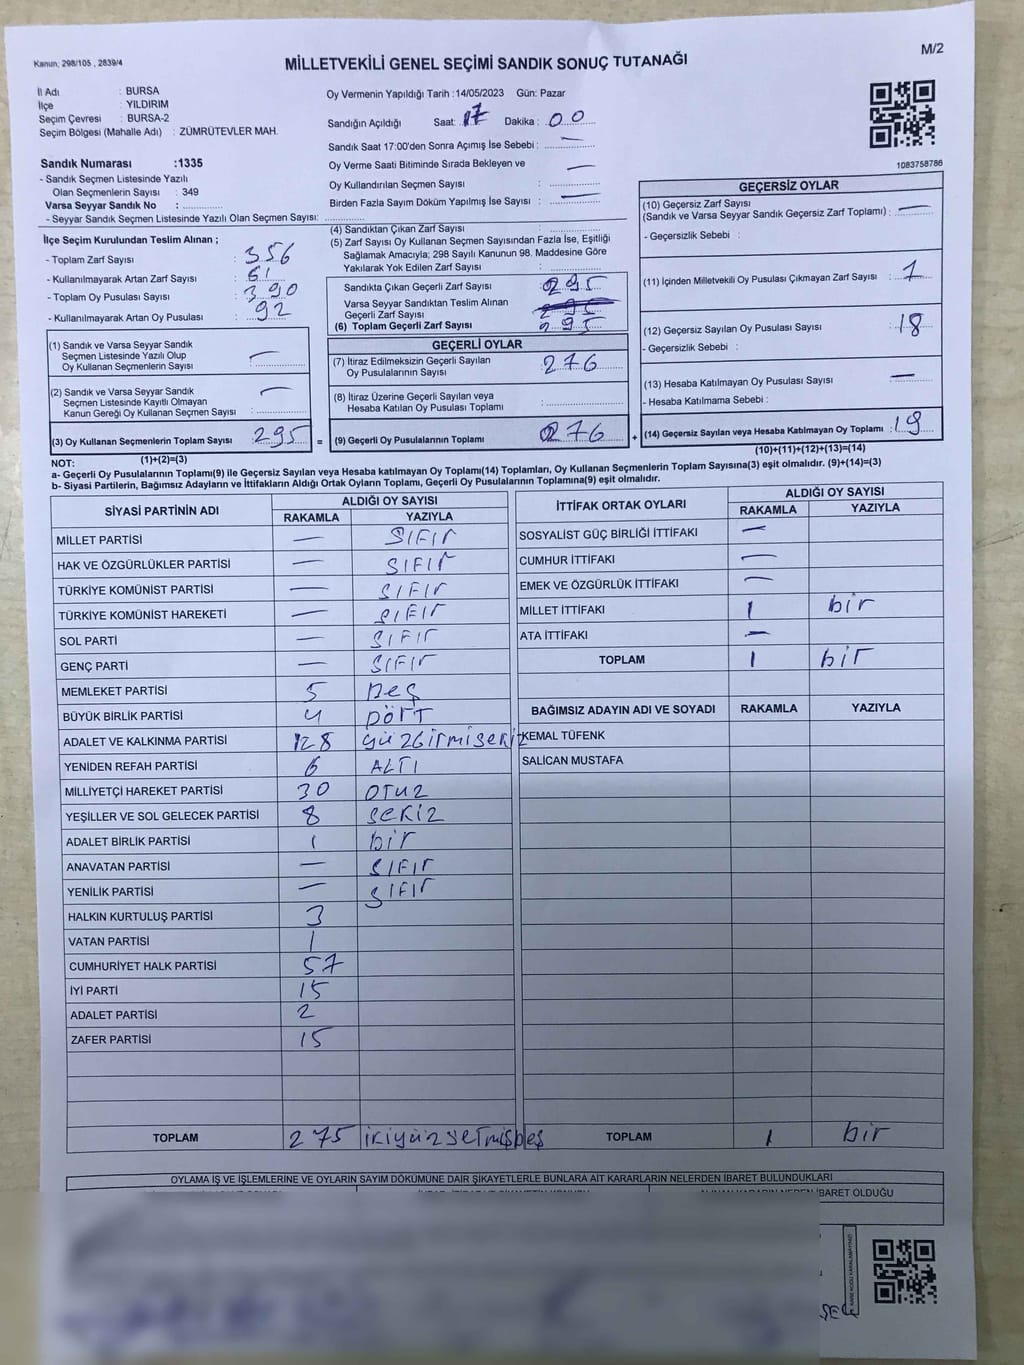 Kanun; 298/105 , 2839/4
MİLLETVEKİLİ GENEL SEÇİMİ SANDIK SONUÇ TUTANAĞI
M/2
İl Adı : BURSA
İlçe : YILDIRIM
Seçim Çevresi : BURSA-2
Seçim Bölgesi (Mahalle Adı) : ZÜMRÜTEVLER MAH.
Oy Vermenin Yapıldığı Tarih :14/05/2023 Gün: Pazar
Sandığın Açıldığı Saat: 17 Dakika : 00
Sandık Saat 17:00'den Sonra Açımış İse Sebebi : —
Oy Verme Saati Bitiminde Sırada Bekleyen ve
Oy Kullandırılan Seçmen Sayısı : —
Birden Fazla Sayım Döküm Yapılmış İse Sayısı : —
1083758786
Sandık Numarası :1335
- Sandık Seçmen Listesinde Yazılı
Olan Seçmenlerin Sayısı : 349
Varsa Seyyar Sandık No :
- Seyyar Sandık Seçmen Listesinde Yazılı Olan Seçmen Sayısı:
İlçe Seçim Kurulundan Teslim Alınan ;
- Toplam Zarf Sayısı : 356
- Kullanılmayarak Artan Zarf Sayısı : 61
- Toplam Oy Pusulası Sayısı : 390
- Kullanılmayarak Artan Oy Pusulası : 92
(1) Sandık ve Varsa Seyyar Sandık
Seçmen Listesinde Yazılı Olup
Oy Kullanan Seçmenlerin Sayısı : —
(2) Sandık ve Varsa Seyyar Sandık
Seçmen Listesinde Kayıtlı Olmayan
Kanun Gereği Oy Kullanan Seçmen Sayısı : —
(3) Oy Kullanan Seçmenlerin Toplam Sayısı : 295 =
(1)+(2)=(3)
(4) Sandıktan Çıkan Zarf Sayısı :
(5) Zarf Sayısı Oy Kullanan Seçmen Sayısından Fazla İse, Eşitliği
Sağlamak Amacıyla; 298 Sayılı Kanunun 98. Maddesine Göre
Yakılarak Yok Edilen Zarf Sayısı :
Sandıkta Çıkan Geçerli Zarf Sayısı : 295
Varsa Seyyar Sandıktan Teslim Alınan
Geçerli Zarf Sayısı : 295
(6) Toplam Geçerli Zarf Sayısı : 295
GEÇERLİ OYLAR
(7) İtiraz Edilmeksizin Geçerli Sayılan
Oy Pusulalarının Sayısı : 276
(8) İtiraz Üzerine Geçerli Sayılan veya
Hesaba Katılan Oy Pusulası Toplamı :
(9) Geçerli Oy Pusulalarının Toplamı : 276 +
GEÇERSİZ OYLAR
(10) Geçersiz Zarf Sayısı
(Sandık ve Varsa Seyyar Sandık Geçersiz Zarf Toplamı) : —
- Geçersizlik Sebebi :
(11) İçinden Milletvekili Oy Pusulası Çıkmayan Zarf Sayısı : 1
(12) Geçersiz Sayılan Oy Pusulası Sayısı : 18
- Geçersizlik Sebebi :
(13) Hesaba Katılmayan Oy Pusulası Sayısı : —
- Hesaba Katılmama Sebebi :
(14) Geçersiz Sayılan veya Hesaba Katılmayan Oy Toplamı : 19
(10)+(11)+(12)+(13)=(14)
NOT:
a- Geçerli Oy Pusulalarının Toplamı(9) ile Geçersiz Sayılan veya Hesaba katılmayan Oy Toplamı(14) Toplamları, Oy Kullanan Seçmenlerin Toplam Sayısına(3) eşit olmalıdır. (9)+(14)=(3)
b- Siyasi Partilerin, Bağımsız Adayların ve İttifakların Aldığı Ortak Oyların Toplamı, Geçerli Oy Pusulalarının Toplamına(9) eşit olmalıdır.
SİYASİ PARTİNİN ADI ALDIĞI OY SAYISI
RAKAMLA YAZIYLA
MİLLET PARTİSİ — SIFIR
HAK VE ÖZGÜRLÜKLER PARTİSİ — SIFIR
TÜRKİYE KOMÜNİST PARTİSİ — SIFIR
TÜRKİYE KOMÜNİST HAREKETİ — SIFIR
SOL PARTİ — SIFIR
GENÇ PARTİ — SIFIR
MEMLEKET PARTİSİ 5 Beş
BÜYÜK BİRLİK PARTİSİ 4 DÖRT
ADALET VE KALKINMA PARTİSİ 128 yüz yirmi sekiz
YENİDEN REFAH PARTİSİ 6 ALTI
MİLLİYETÇİ HAREKET PARTİSİ 30 OTUZ
YEŞİLLER VE SOL GELECEK PARTİSİ 8 SEKİZ
ADALET BİRLİK PARTİSİ 1 bir
ANAVATAN PARTİSİ — SIFIR
YENİLİK PARTİSİ — SIFIR
HALKIN KURTULUŞ PARTİSİ 3
VATAN PARTİSİ 1
CUMHURİYET HALK PARTİSİ 57
İYİ PARTİ 15
ADALET PARTİSİ 2
ZAFER PARTİSİ 15
TOPLAM 275 ikiyüzyetmişbeş
İTTİFAK ORTAK OYLARI ALDIĞI OY SAYISI
RAKAMLA YAZIYLA
SOSYALİST GÜÇ BİRLİĞİ İTTİFAKI —
CUMHUR İTTİFAKI —
EMEK VE ÖZGÜRLÜK İTTİFAKI —
MİLLET İTTİFAKI 1 bir
ATA İTTİFAKI —
TOPLAM 1 bir
BAĞIMSIZ ADAYIN ADI VE SOYADI RAKAMLA YAZIYLA
KEMAL TÜFENK
SALİCAN MUSTAFA
TOPLAM 1 bir
OYLAMA İŞ VE İŞLEMLERİNE VE OYLARIN SAYIM DÖKÜMÜNE DAİR ŞİKAYETLERLE BUNLARA AİT KARARLARIN NELERDEN İBARET BULUNDUKLARI
İBARET OLDUĞU